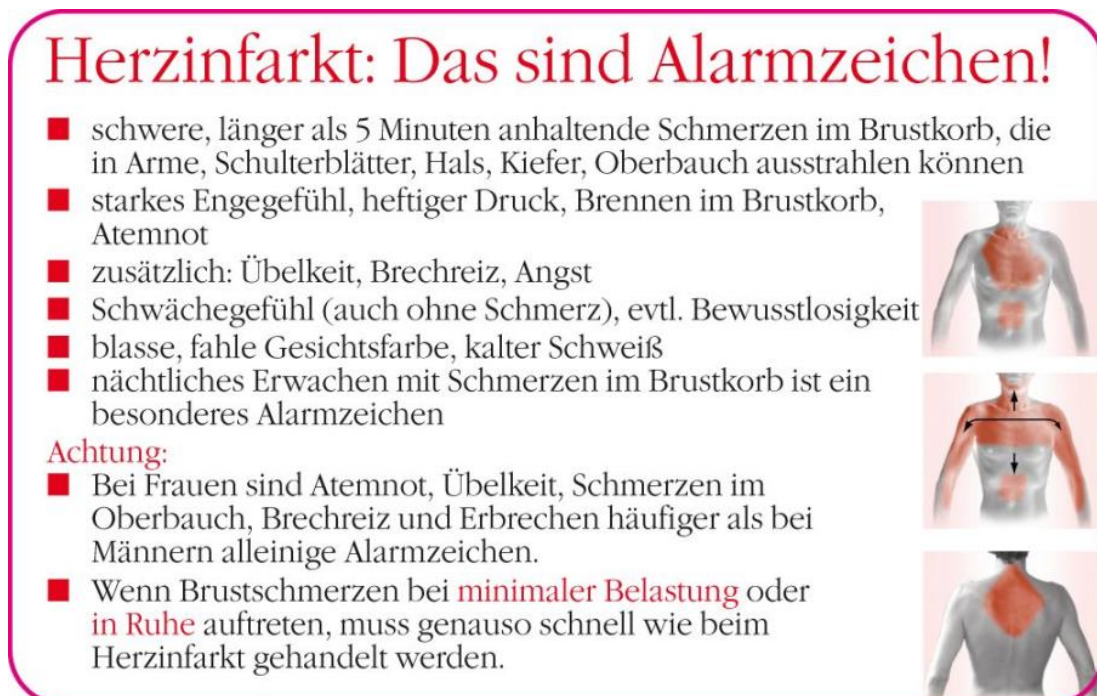 Herzinfarkt: Das sind Alarmzeichen!
■ schwere, länger als 5 Minuten anhaltende Schmerzen im Brustkorb, die
in Arme, Schulterblätter, Hals, Kiefer, Oberbauch ausstrahlen können
■ starkes Engegefühl, heftiger Druck, Brennen im Brustkorb,
Atemnot
■ zusätzlich: Übelkeit, Brechreiz, Angst
■ Schwächegefühl (auch ohne Schmerz), evtl. Bewusstlosigkeit
■ blasse, fahle Gesichtsfarbe, kalter Schweiß
■ nächtliches Erwachen mit Schmerzen im Brustkorb ist ein
besonderes Alarmzeichen
Achtung:
■ Bei Frauen sind Atemnot, Übelkeit, Schmerzen im
Oberbauch, Brechreiz und Erbrechen häufiger als bei
Männern alleinige Alarmzeichen.
■ Wenn Brustschmerzen bei minimaler Belastung oder
in Ruhe auftreten, muss genauso schnell wie beim
Herzinfarkt gehandelt werden.